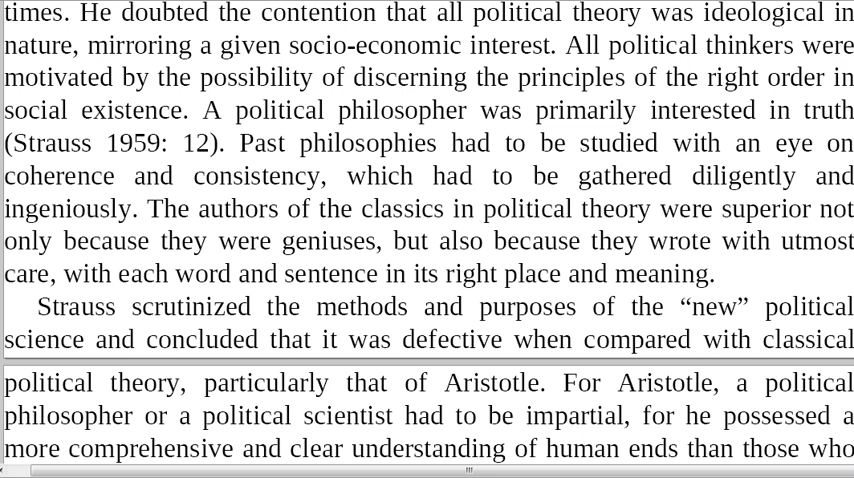 times. He doubted the contention that all political theory was ideological in
nature, mirroring a given socio-economic interest. All political thinkers were
motivated by the possibility of discerning the principles of the right order in
social existence. A political philosopher was primarily interested in truth
(Strauss 1959: 12). Past philosophies had to be studied with an eye on
coherence and consistency, which had to be gathered diligently and
ingeniously. The authors of the classics in political theory were superior not
only because they were geniuses, but also because they wrote with utmost
care, with each word and sentence in its right place and meaning.
Strauss scrutinized the methods and purposes of the “new” political
science and concluded that it was defective when compared with classical
political theory, particularly that of Aristotle. For Aristotle, a political
philosopher or a political scientist had to be impartial, for he possessed a
more comprehensive and clear understanding of human ends than those who